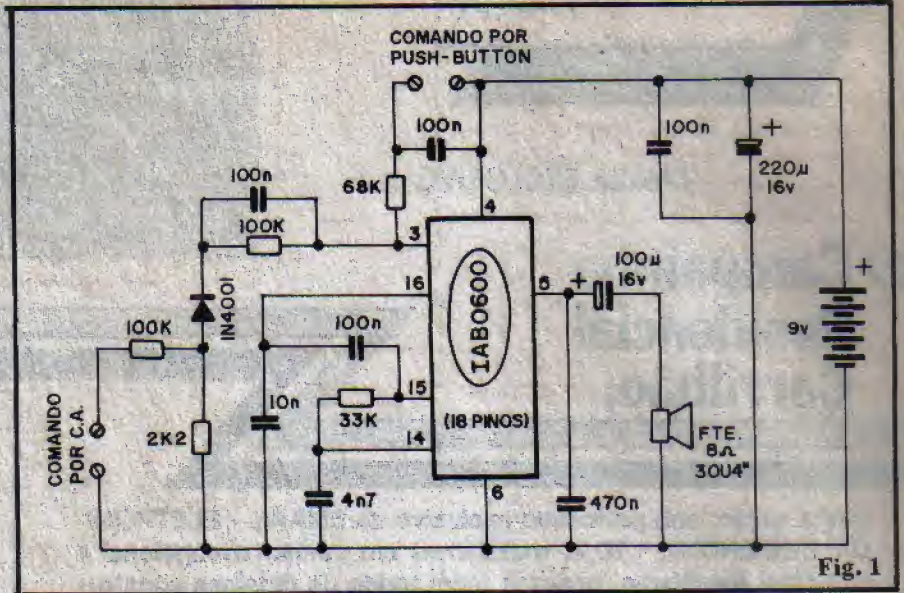 COMANDO POR
PUSH-BUTTON
100n
100n
+
220µ
16v
100n
68K
4
100K
3
100µ
16v
+
5
16
+
1N4001
100n
IAB0600
9v
100K
15
10n
33K
(18 PINOS)
FTE.
8Ω
3OU4"
COMANDO
POR C.A.
2K2
14
4n7
6
470n
Fig. 1